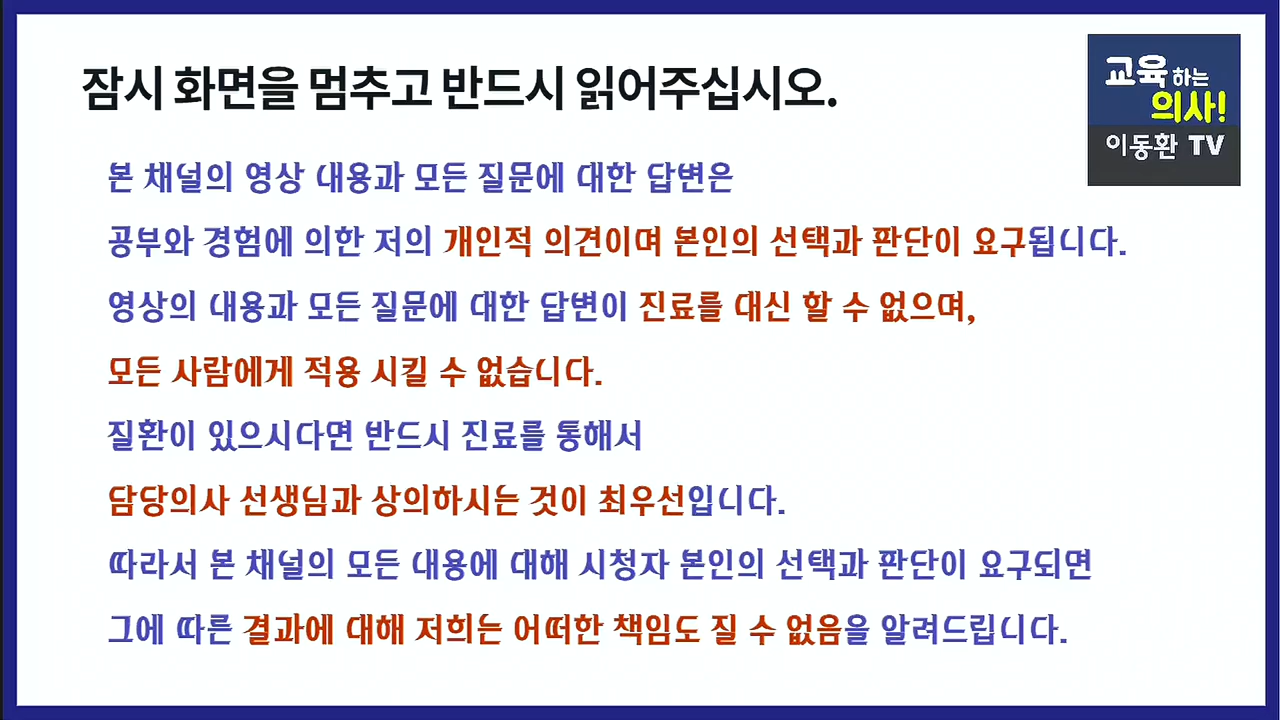 잠시 화면을 멈추고 반드시 읽어주십시오.
교육 하는
의사!
이동환 TV
본 채널의 영상 내용과 모든 질문에 대한 답변은
공부와 경험에 의한 저의 개인적 의견이며 본인의 선택과 판단이 요구됩니다.
영상의 내용과 모든 질문에 대한 답변이 진료를 대신 할 수 없으며,
모든 사람에게 적용 시킬 수 없습니다.
질환이 있으시다면 반드시 진료를 통해서
담당의사 선생님과 상의하시는 것이 최우선입니다.
따라서 본 채널의 모든 내용에 대해 시청자 본인의 선택과 판단이 요구되면
그에 따른 결과에 대해 저희는 어떠한 책임도 질 수 없음을 알려드립니다.